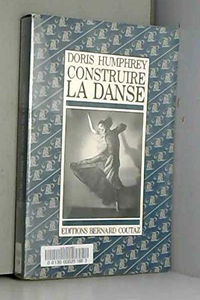 DORIS HUMPHREY
CONSTRUIRE
LA DANSE
EDITIONS BERNARD COUTAZ